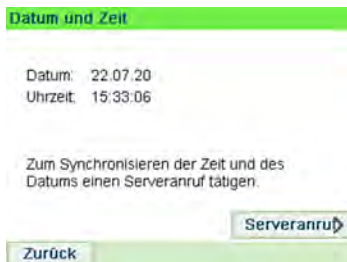 Datum und Zeit
Datum: 22.07.20
Uhrzeit: 15:33:06
Zum Synchronisieren der Zeit und des
Datums einen Serveranruf tätigen.
Serveranruf
Zurück